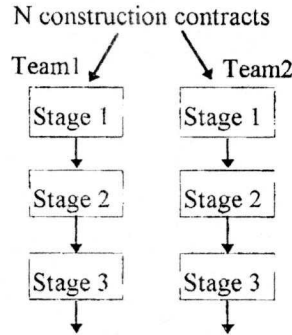 N construction contracts
Team1 Team2
Stage 1 Stage 1
Stage 2 Stage 2
Stage 3 Stage 3